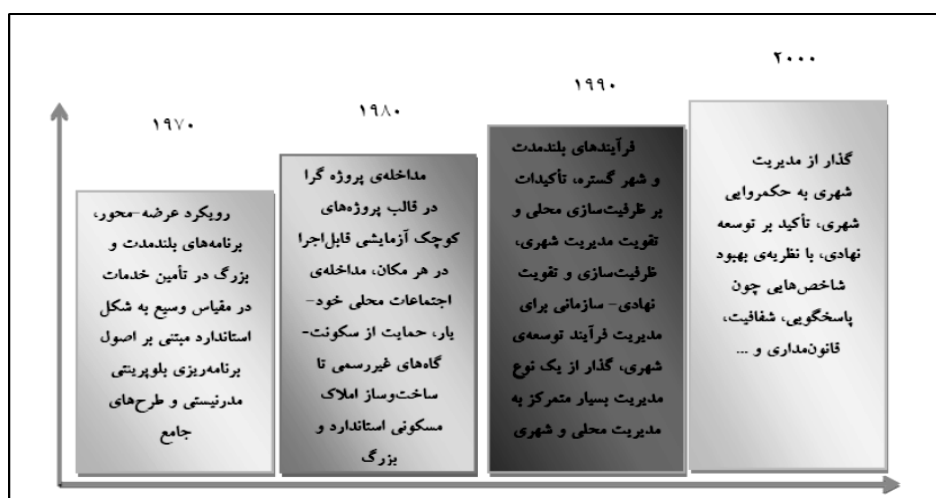 ۱۹۷۰
رویکرد عرضه-محور،
برنامه‌های بلندمدت و
بزرگ در تأمین خدمات
در مقیاس وسیع به شکل
استاندارد مبتنی بر اصول
برنامه‌ریزی بلوپرینتی
مدرنیستی و طرح‌های
جامع
۱۹۸۰
مداخله‌ی پروژه گرا
در قالب پروژه‌های
کوچک آزمایشی قابل‌اجرا
در هر مکان، مداخله‌ی
اجتماعات محلی خود-
یار، حمایت از سکونت-
گاه‌های غیررسمی تا
ساخت‌وساز املاک
مسکونی استاندارد و
بزرگ
۱۹۹۰
فرآیندهای بلندمدت
و شهر گستره، تأکیدات
بر ظرفیت‌سازی محلی و
تقویت مدیریت شهری،
ظرفیت‌سازی و تقویت
نهادی- سازمانی برای
مدیریت فرآیند توسعه‌ی
شهری، گذار از یک نوع
مدیریت بسیار متمرکز به
مدیریت محلی و شهری
۲۰۰۰
گذار از مدیریت
شهری به حکمروایی
شهری، تأکید بر توسعه
نهادی، با نظریه‌ی بهبود
شاخص‌هایی چون
پاسخگویی، شفافیت،
قانون‌مداری و ...